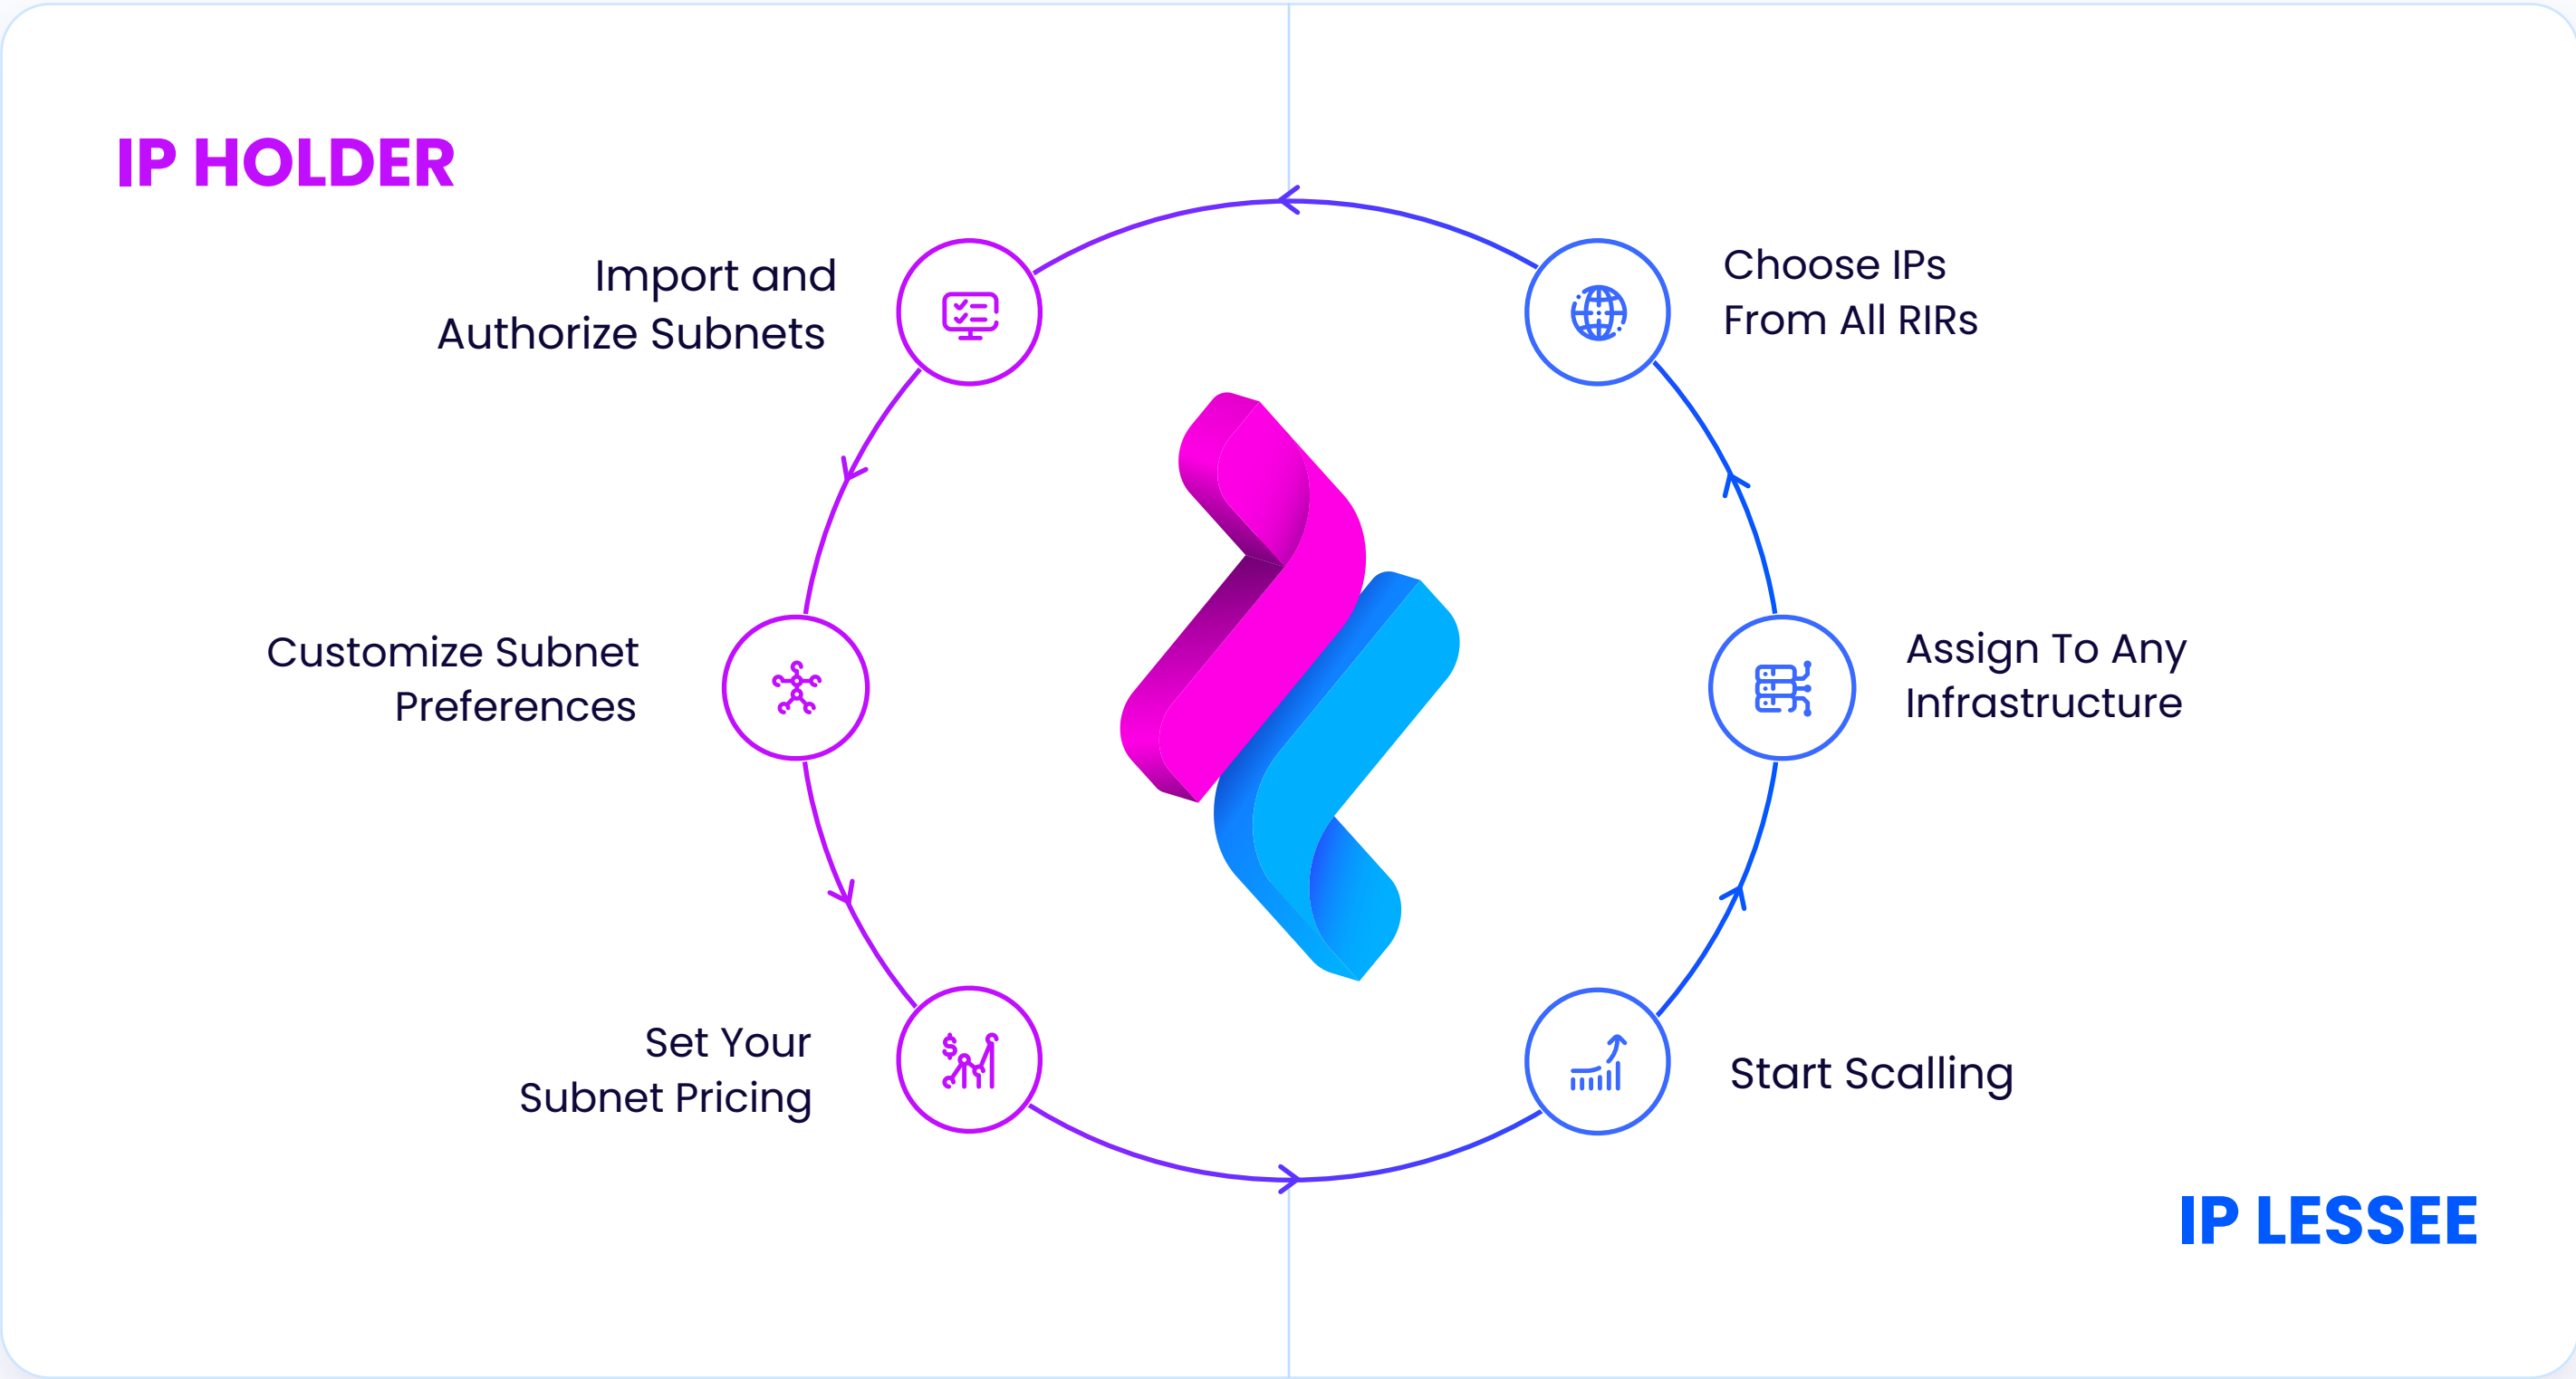 IP HOLDER
Import and
Authorize Subnets
Customize Subnet
Preferences
Set Your
Subnet Pricing
Choose IPs
From All RIRs
Assign To Any
Infrastructure
Start Scalling
IP LESSEE